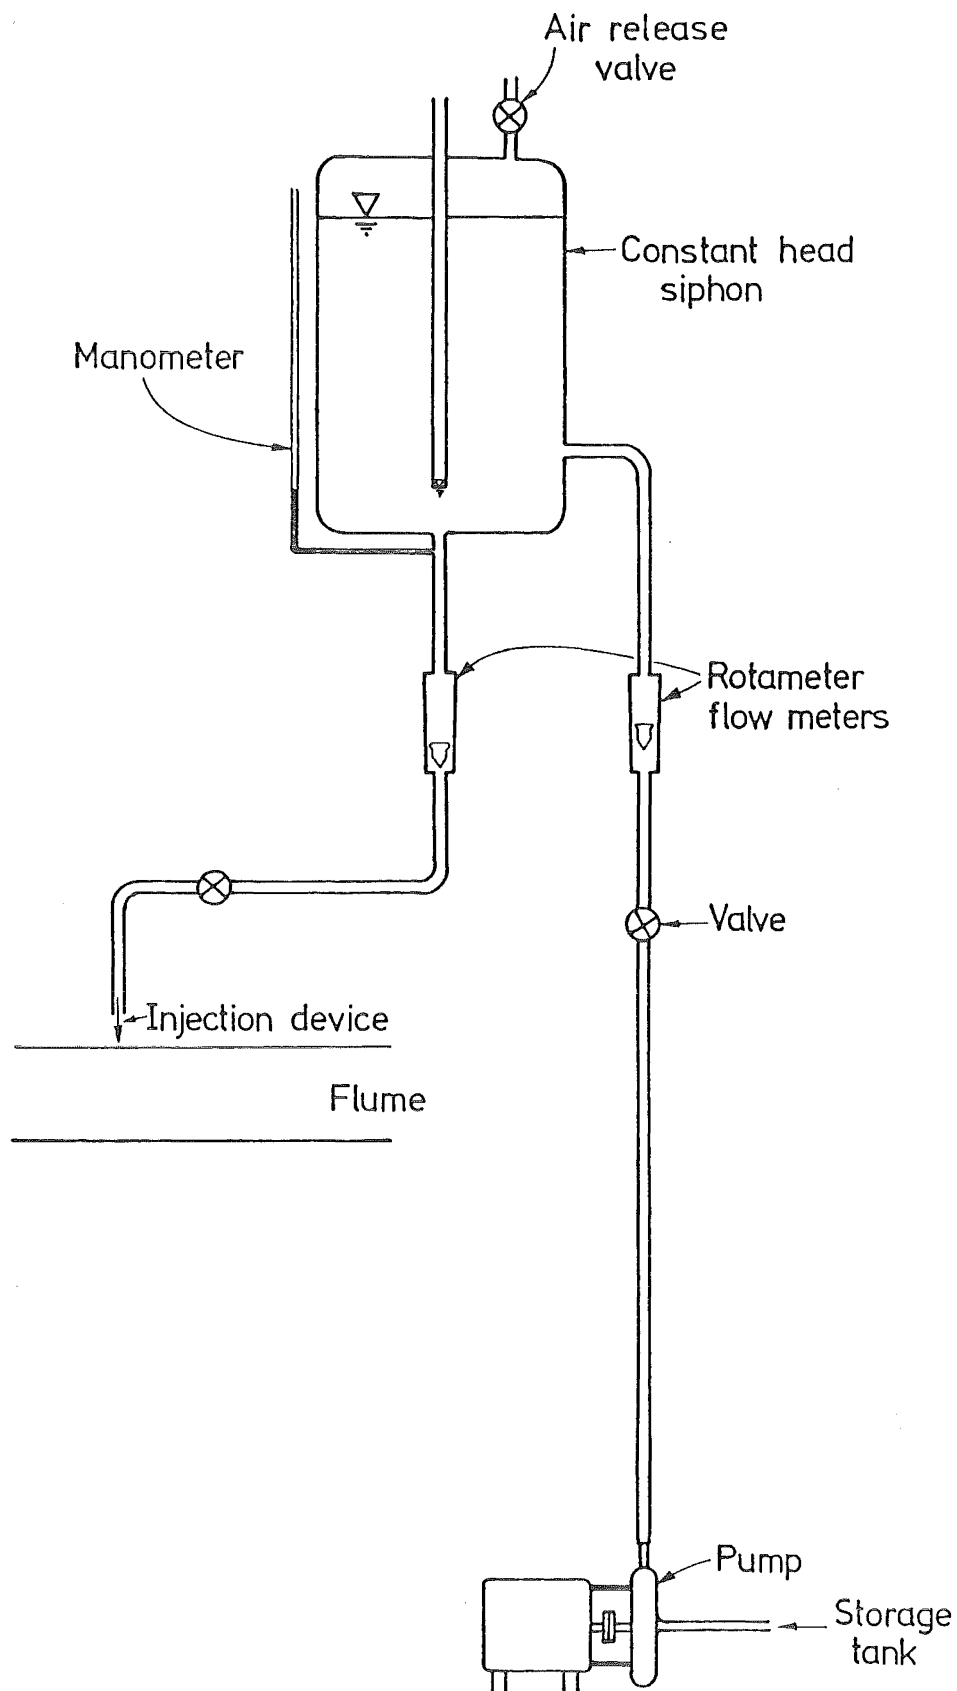 Air release
valve
Constant head
siphon
Manometer
Rotameter
flow meters
Valve
Injection device
Flume
Pump
Storage
tank